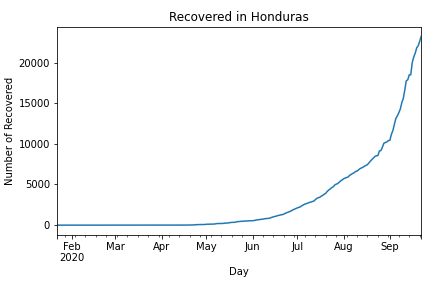 Recovered in Honduras
Number of Recovered
20000
15000
10000
5000
0
Feb Mar Apr May Jun Jul Aug Sep
2020
Day